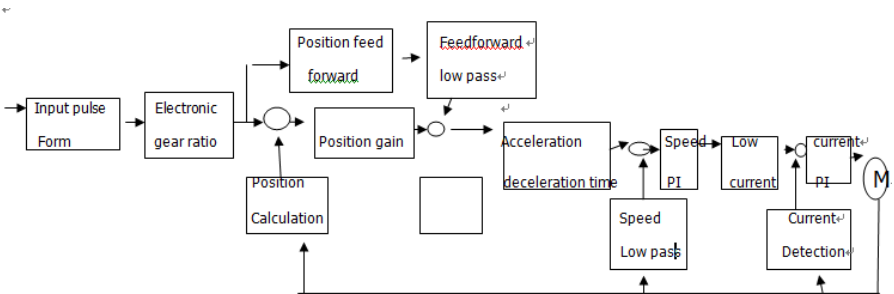 Position feed
forward
Feedforward
low pass
Input pulse
Form
Electronic
gear ratio
Position gain
Acceleration
deceleration time
Speed
PI
Low
current
current
PI
M
Position
Calculation
Speed
Low pass
Current
Detection